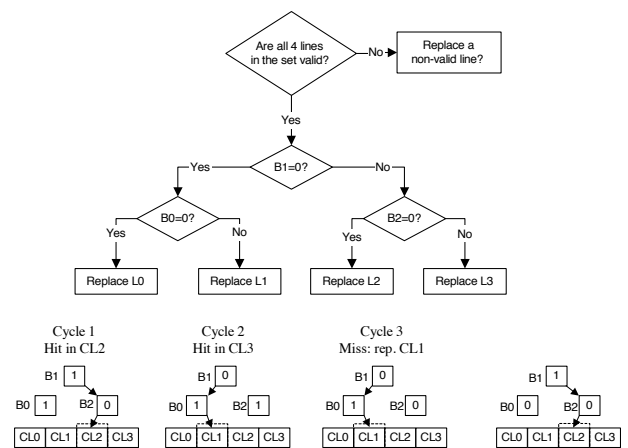 Are all 4 lines
in the set valid?
No
Replace a
non-valid line?
Yes
Yes
B1=0?
No
B0=0?
B2=0?
Yes
No
Yes
No
Replace L0
Replace L1
Replace L2
Replace L3
Cycle 1
Hit in CL2
Cycle 2
Hit in CL3
Cycle 3
Miss: rep. CL1
B1 1
B1 0
B1 0
B1 1
B0 1 B2 0
B0 1 B2 1
B0 1 B2 0
B0 0 B2 0
CL0 CL1 CL2 CL3
CL0 CL1 CL2 CL3
CL0 CL1 CL2 CL3
CL0 CL1 CL2 CL3